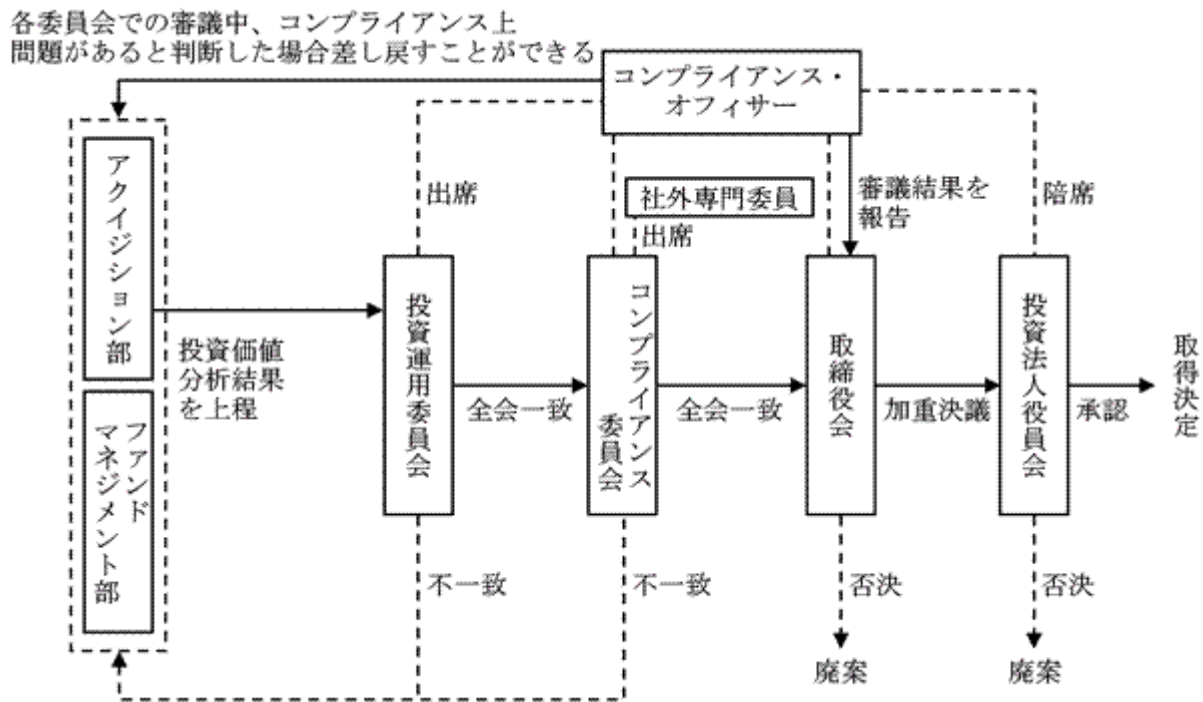 各委員会での審議中、コンプライアンス上
問題があると判断した場合差し戻すことができる
コンプライアンス・
オフィサー
アクイジション部
ファンド
マネジメント部
投資価値
分析結果
を上程
出席
投資運用委員会
全会一致
不一致
社外専門委員
出席
コンプライアンス
委員会
全会一致
不一致
審議結果を
報告
取締役会
加重決議
否決
廃案
陪席
投資法人役員会
承認
否決
廃案
取得決定